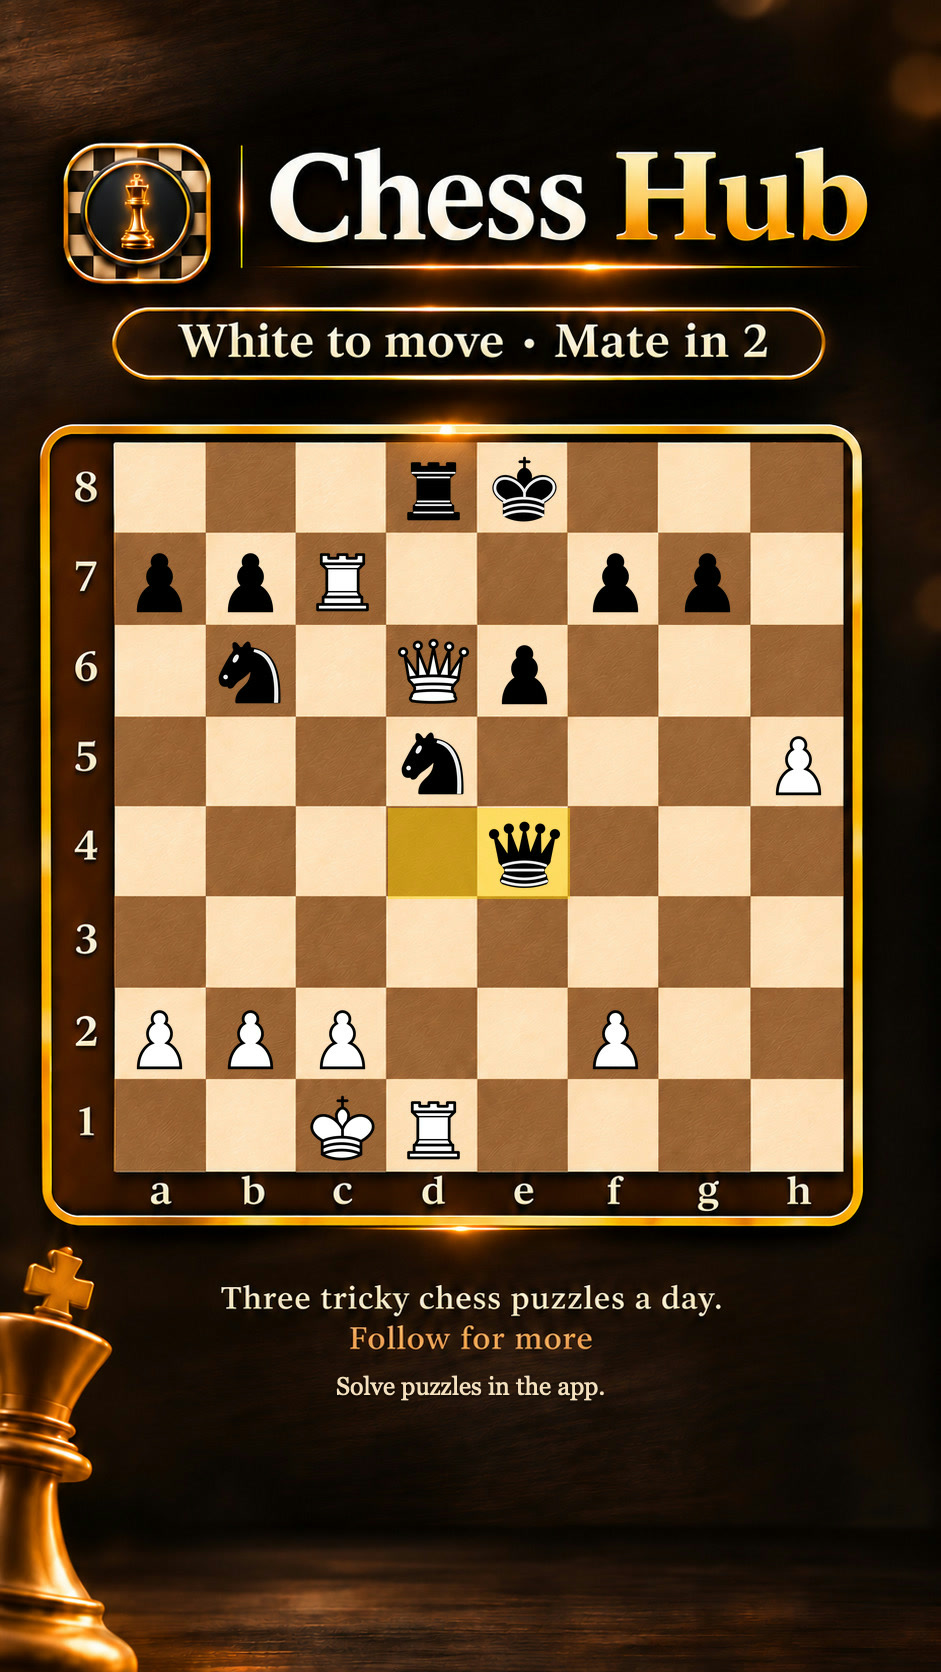 Chess Hub
White to move · Mate in 2
8
7
6
5
4
3
2
1
a b c d e f g h
Three tricky chess puzzles a day.
Follow for more
Solve puzzles in the app.